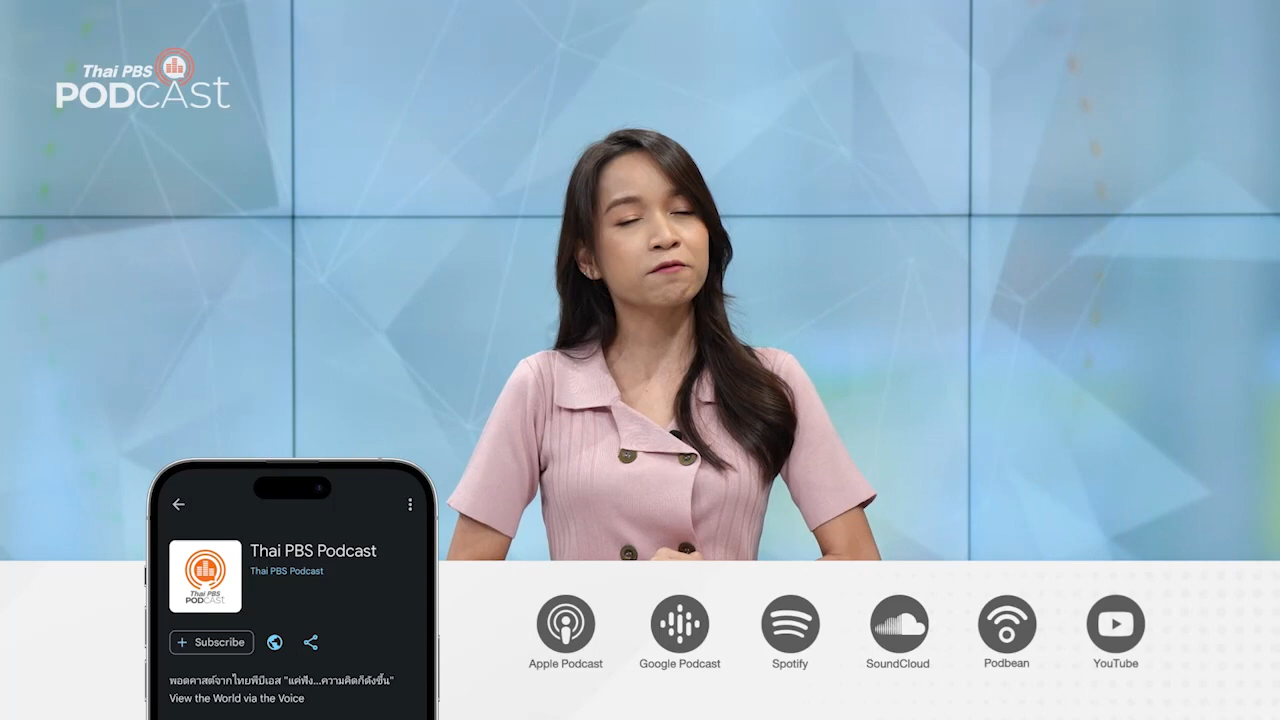 Thai PBS
PODCAST
Thai PBS Podcast
Thai PBS Podcast
Thai PBS
PODCAST
+ Subscribe
พอดคาสต์จากไทยพีบีเอส "แค่ฟัง...ความคิดก็ดังขึ้น"
View the World via the Voice
Apple Podcast
Google Podcast
Spotify
SoundCloud
Podbean
YouTube